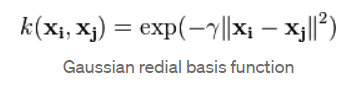 k(xᵢ, xⱼ) = exp(−γ‖xᵢ − xⱼ‖²)
Gaussian redial basis function